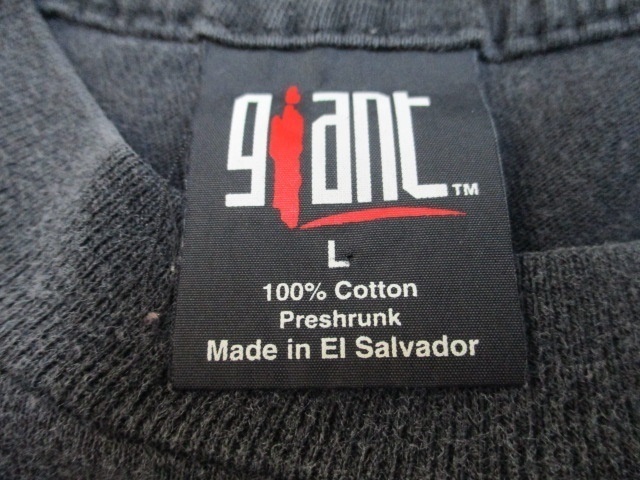 giant™
L
100% Cotton
Preshrunk
Made in El Salvador